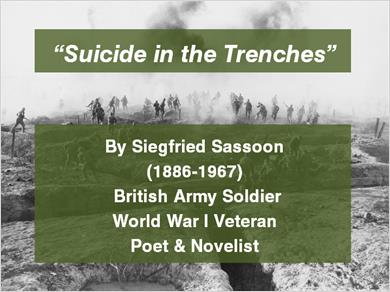 “Suicide in the Trenches”
By Siegfried Sassoon
(1886-1967)
British Army Soldier
World War I Veteran
Poet & Novelist